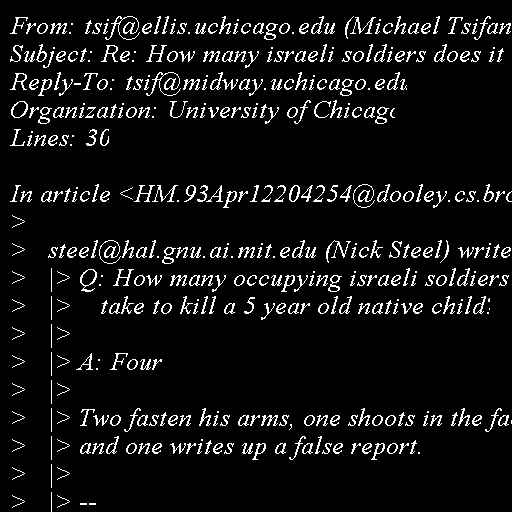 From: tsif@ellis.uchicago.edu (Michael Tsifan
Subject: Re: How many israeli soldiers does it
Reply-To: tsif@midway.uchicago.edu
Organization: University of Chicago
Lines: 30

In article <HM.93Apr12204254@dooley.cs.bro
>
> steel@hal.gnu.ai.mit.edu (Nick Steel) write
> |> Q: How many occupying israeli soldiers
> |> take to kill a 5 year old native child?
> |>
> |> A: Four
> |>
> |> Two fasten his arms, one shoots in the fa
> |> and one writes up a false report.
> |>
> |> --